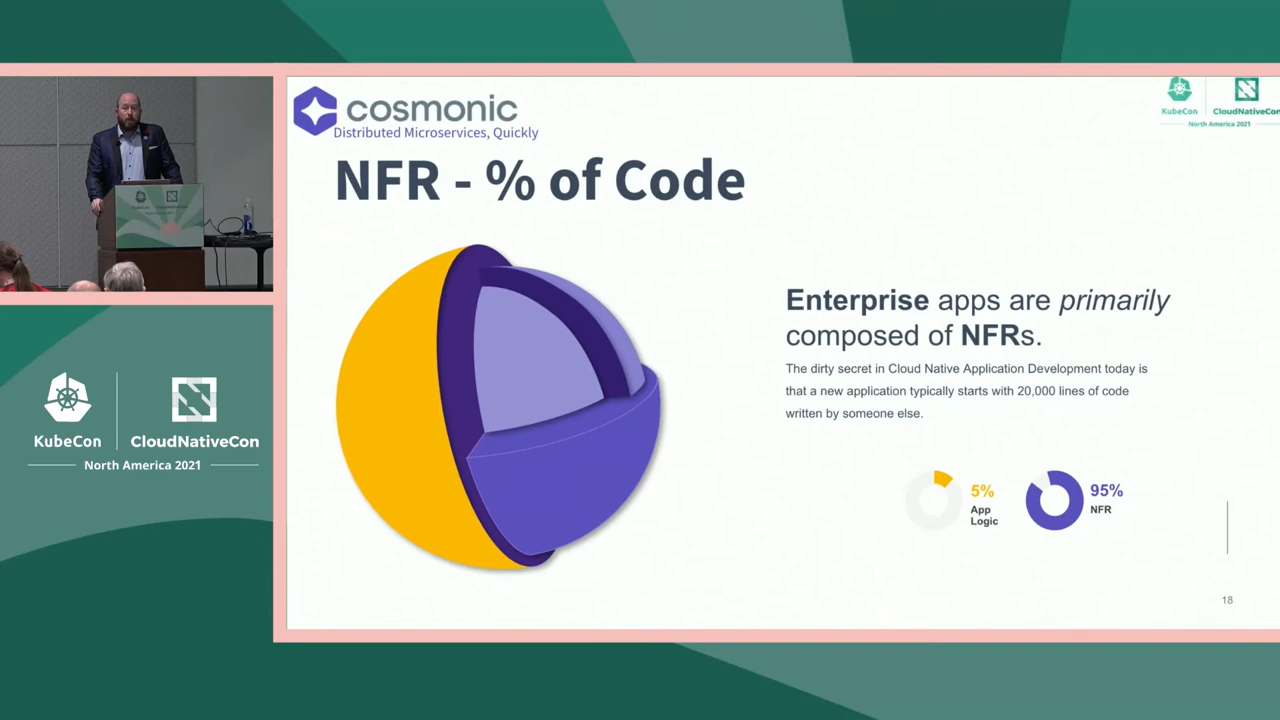 cosmonic
Distributed Microservices, Quickly
KubeCon
CloudNativeCon
North America 2021
NFR - % of Code
Enterprise apps are primarily
composed of NFRs.
The dirty secret in Cloud Native Application Development today is
that a new application typically starts with 20,000 lines of code
written by someone else.
5%
App
Logic
95%
NFR
18
KubeCon
CloudNativeCon
North America 2021